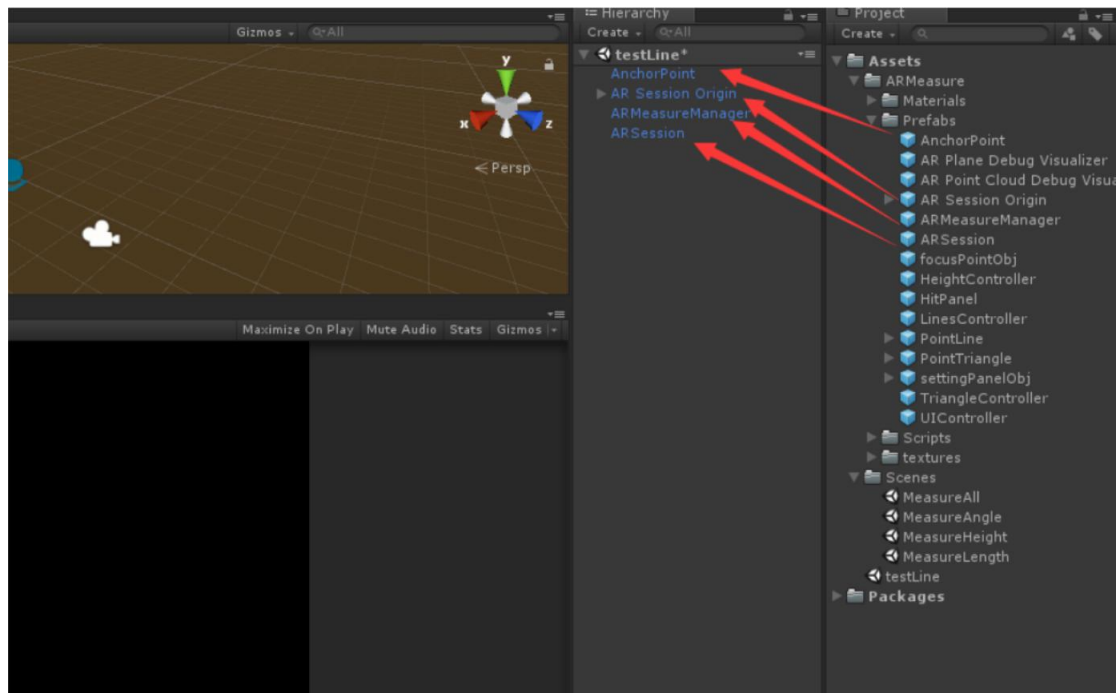 Gizmos
All
y
x
z
Persp
Maximize On Play
Mute Audio
Stats
Gizmos
Hierarchy
Create
All
testLine*
AnchorPoint
AR Session Origin
ARMeasureManager
ARSession
Project
Create
Assets
ARMeasure
Materials
Prefabs
AnchorPoint
AR Plane Debug Visualizer
AR Point Cloud Debug Visua
AR Session Origin
ARMeasureManager
ARSession
focusPointObj
HeightController
HitPanel
LinesController
PointLine
PointTriangle
settingPanelObj
TriangleController
UIController
Scripts
textures
Scenes
MeasureAll
MeasureAngle
MeasureHeight
MeasureLength
testLine
Packages